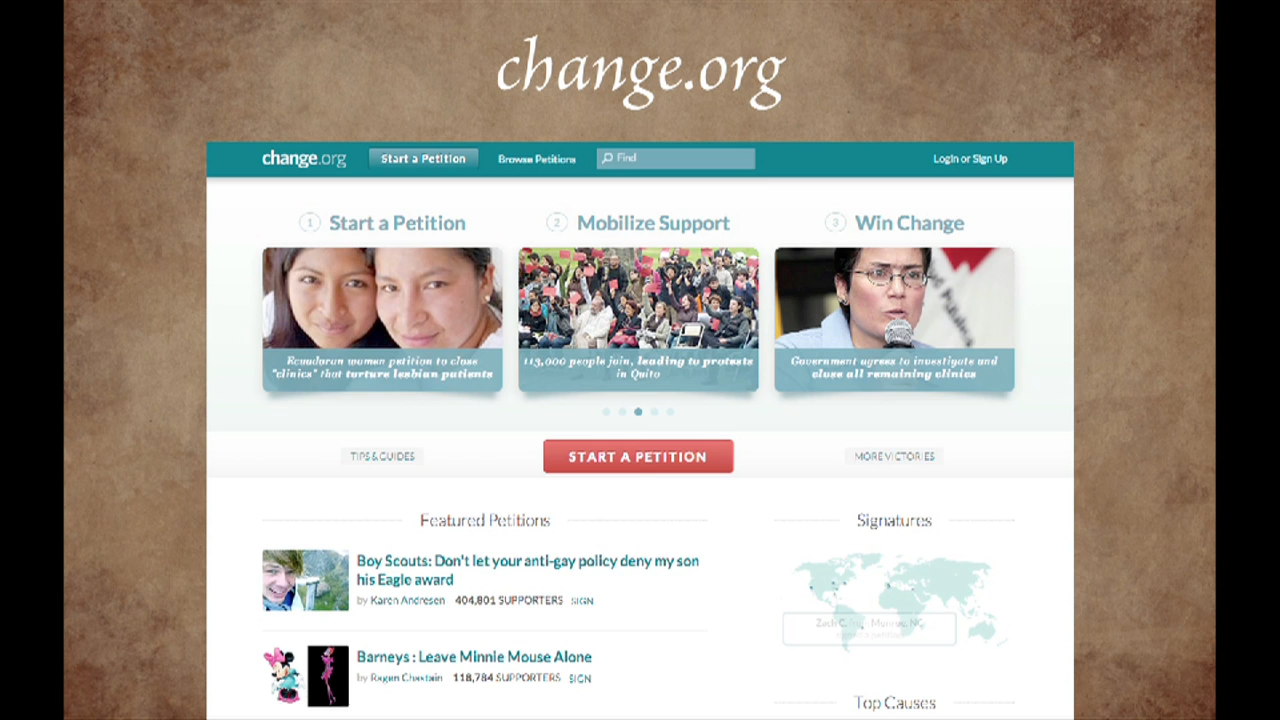 change.org
change.org
Start a Petition
Browse Petitions
Find
Login or Sign Up
1 Start a Petition
2 Mobilize Support
3 Win Change
Ecuadoran women petition to close
"clinics" that torture lesbian patients
113,000 people join, leading to protests
in Quito
Government agrees to investigate and
close all remaining clinics
TIPS & GUIDES
START A PETITION
MORE VICTORIES
Featured Petitions
Signatures
Boy Scouts: Don't let your anti-gay policy deny my son
his Eagle award
by Karen Andresen 404,801 SUPPORTERS SIGN
Zach C. Monroe, NC
Barneys : Leave Minnie Mouse Alone
by Ragen Chastain 118,784 SUPPORTERS SIGN
Top Causes